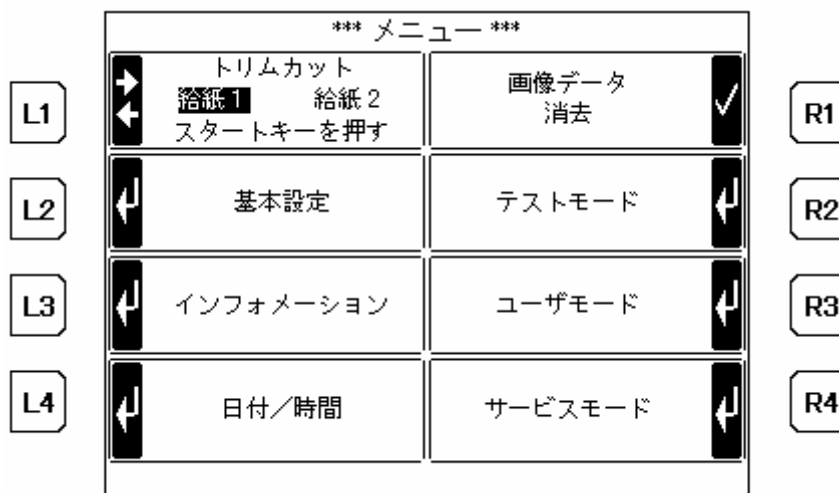 *** メニュー ***
L1
トリムカット
給紙1 給紙2
スタートキーを押す
画像データ
消去
R1
L2
基本設定
テストモード
R2
L3
インフォメーション
ユーザモード
R3
L4
日付／時間
サービスモード
R4